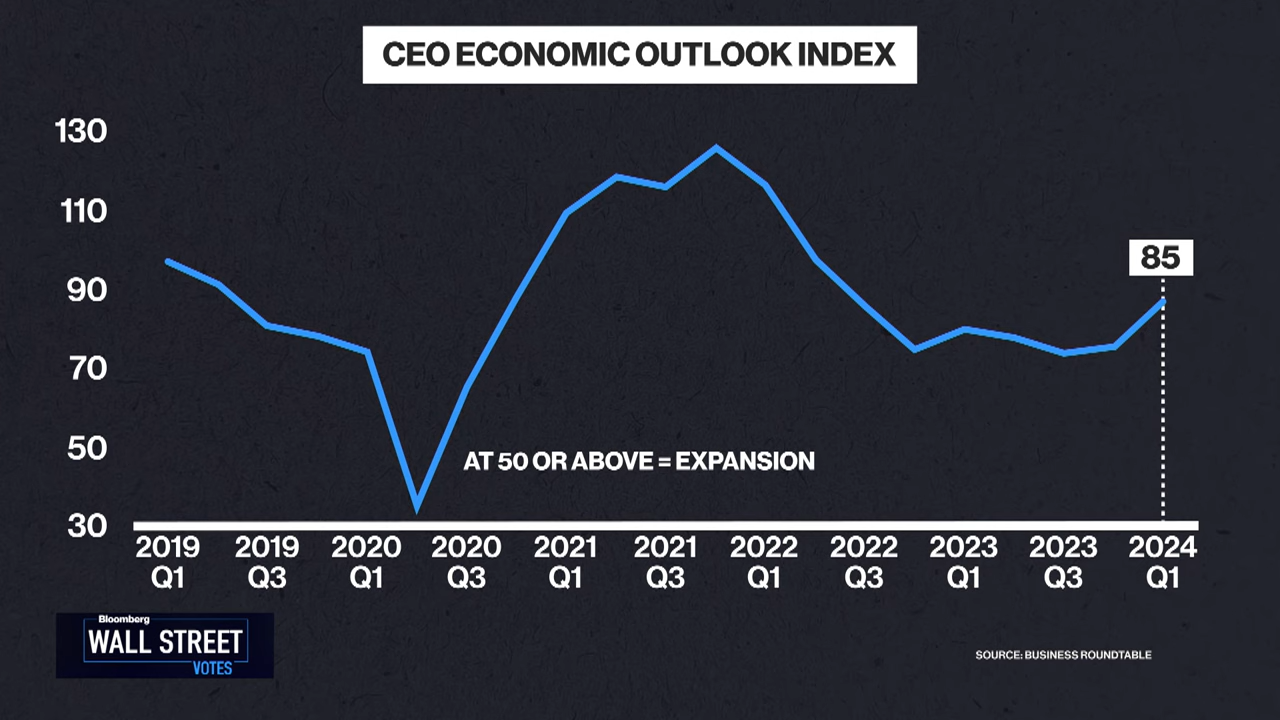 CEO ECONOMIC OUTLOOK INDEX
130
110
90
70
50
30
85
AT 50 OR ABOVE = EXPANSION
2019 2019 2020 2020 2021 2021 2022 2022 2023 2023 2024
Q1 Q3 Q1 Q3 Q1 Q3 Q1 Q3 Q1 Q3 Q1
Bloomberg
WALL STREET
VOTES
SOURCE: BUSINESS ROUNDTABLE